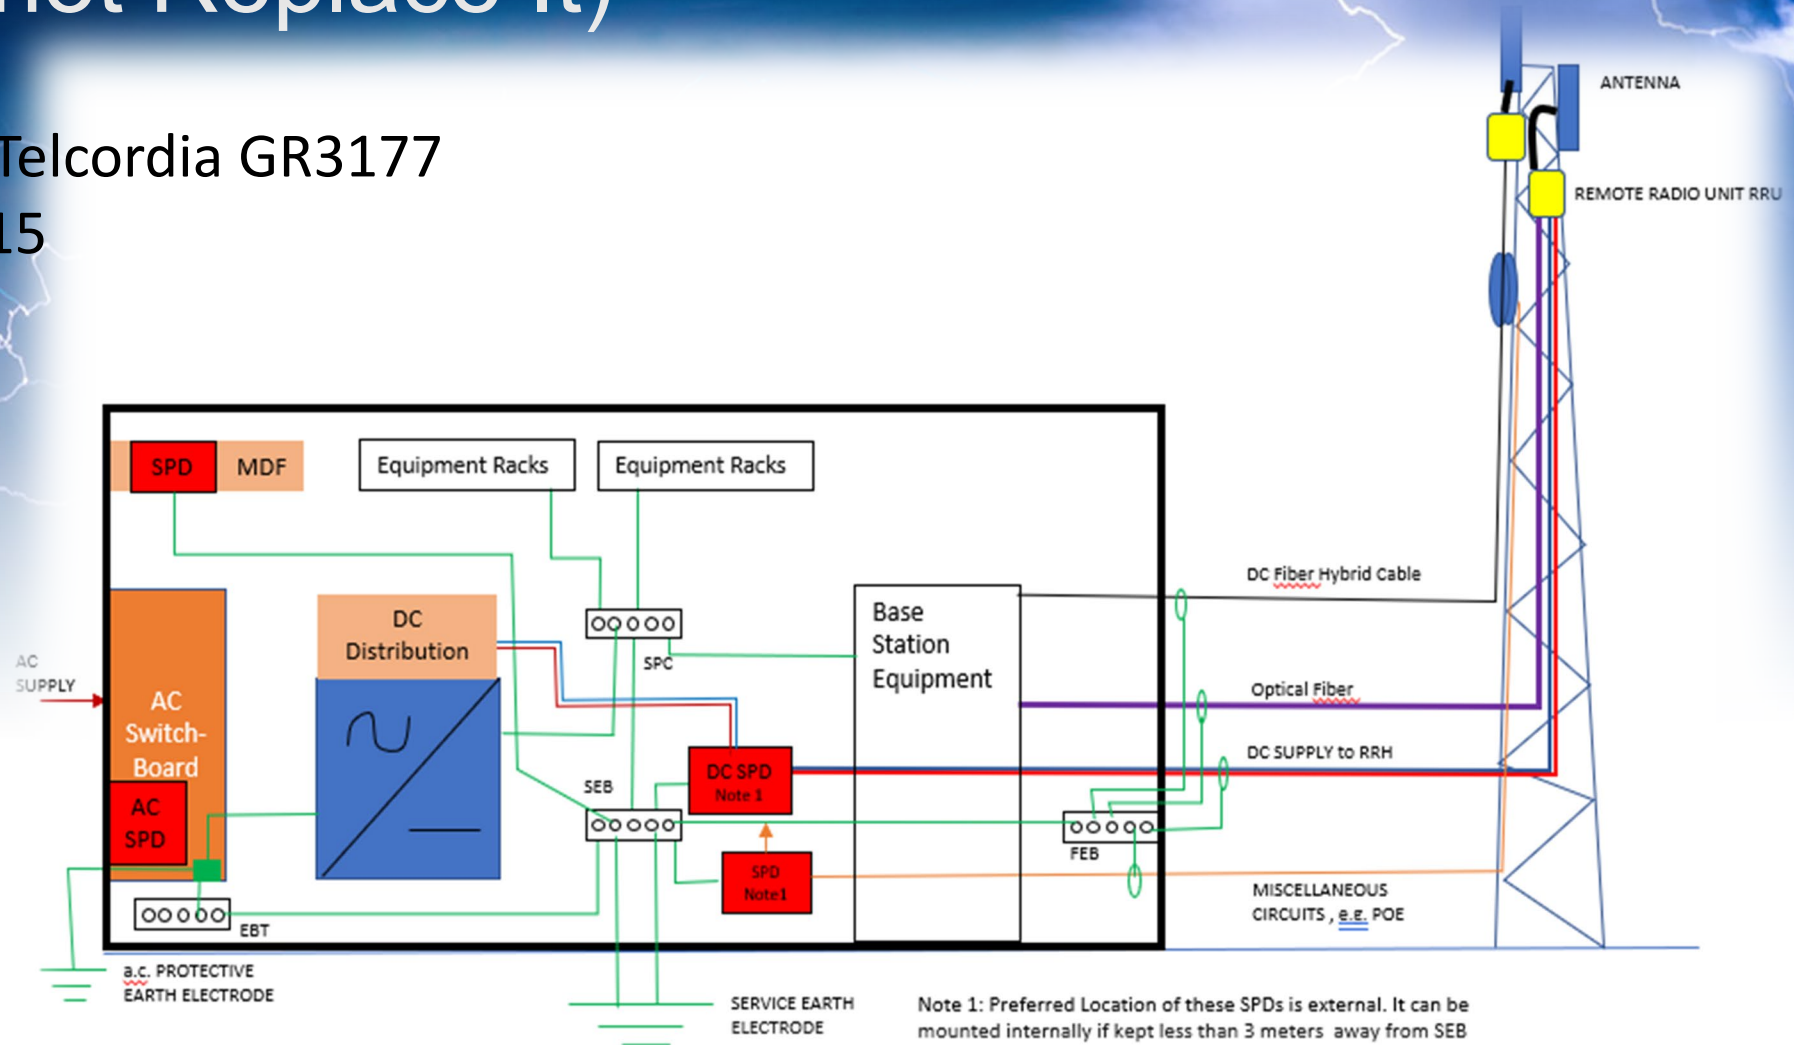 not Replace it)
Telcordia GR3177
15
ANTENNA
REMOTE RADIO UNIT RRU
SPD
MDF
Equipment Racks
Equipment Racks
DC Fiber Hybrid Cable
DC
Distribution
Base
Station
Equipment
SPC
AC
SUPPLY
AC
Switch-
Board
Optical Fiber
DC SUPPLY to RRH
DC SPD
Note 1
SEB
AC
SPD
FEB
SPD
Note1
MISCELLANEOUS
CIRCUITS , e.g. POE
EBT
a.c. PROTECTIVE
EARTH ELECTRODE
SERVICE EARTH
ELECTRODE
Note 1: Preferred Location of these SPDs is external. It can be
mounted internally if kept less than 3 meters away from SEB